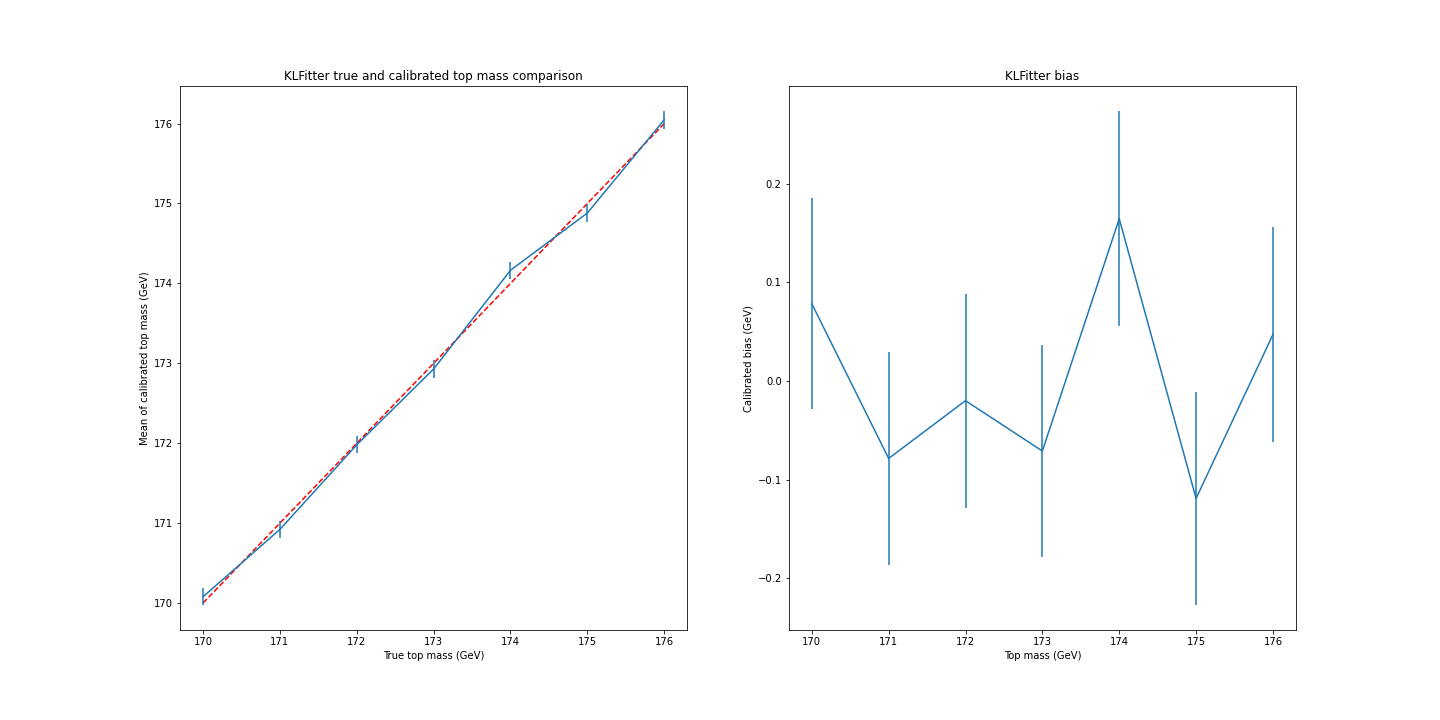 KLFitter true and calibrated top mass comparison
Mean of calibrated top mass (GeV)
176
175
174
173
172
171
170
170 171 172 173 174 175 176
True top mass (GeV)
KLFitter bias
Calibrated bias (GeV)
0.2
0.1
0.0
−0.1
−0.2
170 171 172 173 174 175 176
Top mass (GeV)